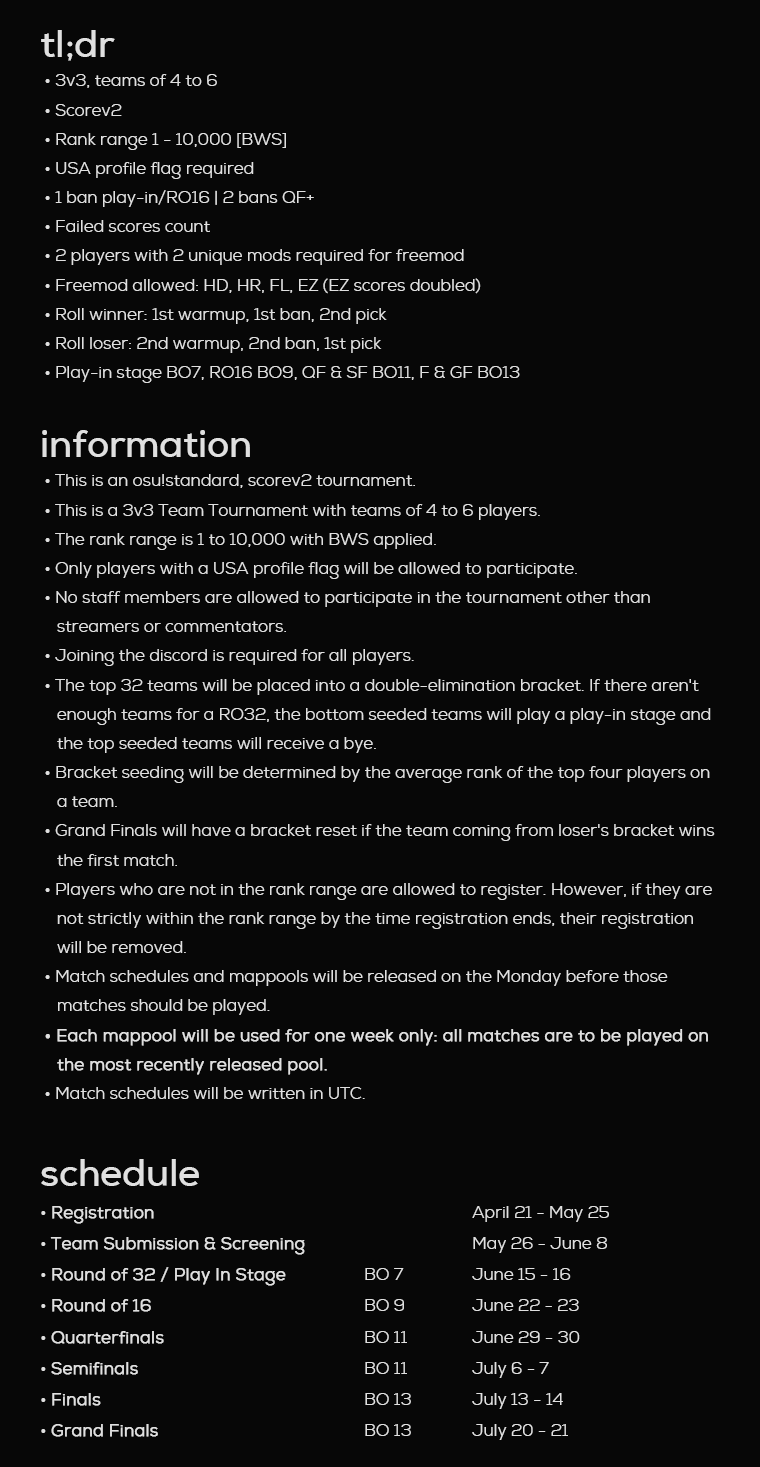 tl;dr
• 3v3, teams of 4 to 6
• Scorev2
• Rank range 1 - 10,000 [BWS]
• USA profile flag required
• 1 ban play-in/RO16 | 2 bans QF+
• Failed scores count
• 2 players with 2 unique mods required for freemod
• Freemod allowed: HD, HR, FL, EZ (EZ scores doubled)
• Roll winner: 1st warmup, 1st ban, 2nd pick
• Roll loser: 2nd warmup, 2nd ban, 1st pick
• Play-in stage BO7, RO16 BO9, QF & SF BO11, F & GF BO13
information
• This is an osu!standard, scorev2 tournament.
• This is a 3v3 Team Tournament with teams of 4 to 6 players.
• The rank range is 1 to 10,000 with BWS applied.
• Only players with a USA profile flag will be allowed to participate.
• No staff members are allowed to participate in the tournament other than
streamers or commentators.
• Joining the discord is required for all players.
• The top 32 teams will be placed into a double-elimination bracket. If there aren't
enough teams for a RO32, the bottom seeded teams will play a play-in stage and
the top seeded teams will receive a bye.
• Bracket seeding will be determined by the average rank of the top four players on
a team.
• Grand Finals will have a bracket reset if the team coming from loser's bracket wins
the first match.
• Players who are not in the rank range are allowed to register. However, if they are
not strictly within the rank range by the time registration ends, their registration
will be removed.
• Match schedules and mappools will be released on the Monday before those
matches should be played.
• Each mappool will be used for one week only: all matches are to be played on
the most recently released pool.
• Match schedules will be written in UTC.
schedule
• Registration April 21 - May 25
• Team Submission & Screening May 26 - June 8
• Round of 32 / Play In Stage BO 7 June 15 - 16
• Round of 16 BO 9 June 22 - 23
• Quarterfinals BO 11 June 29 - 30
• Semifinals BO 11 July 6 - 7
• Finals BO 13 July 13 - 14
• Grand Finals BO 13 July 20 - 21